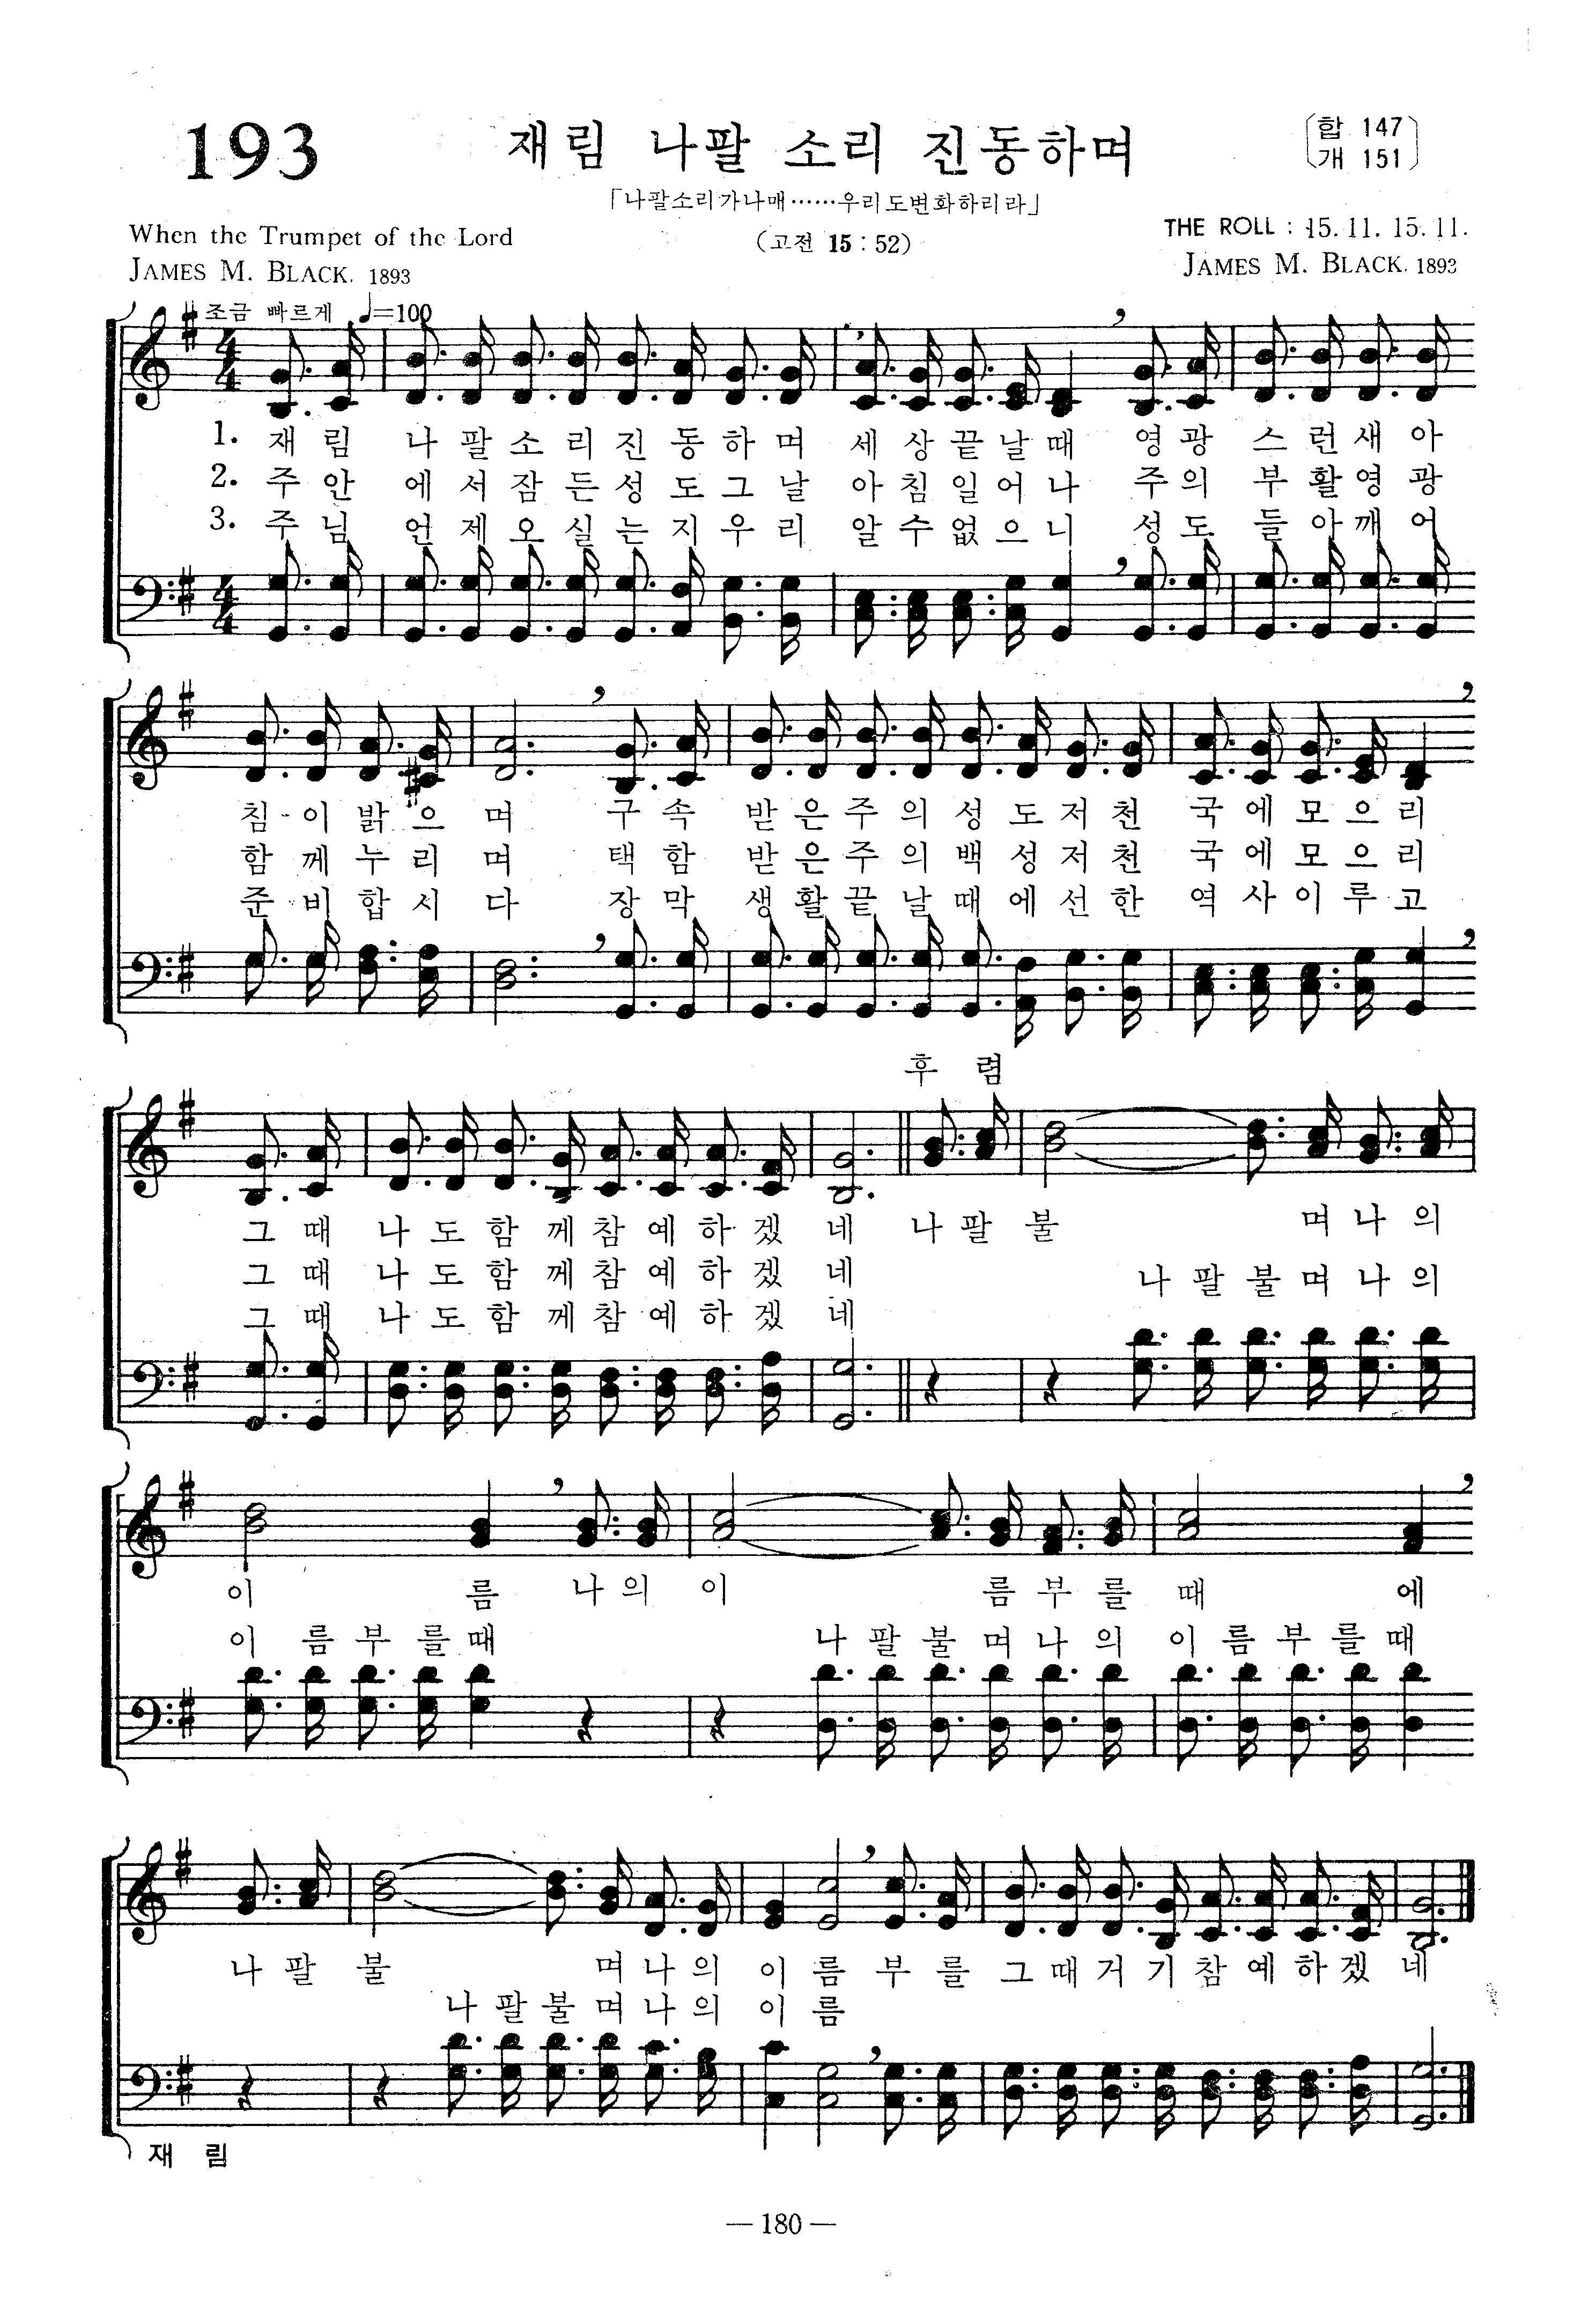 193
재림 나팔 소리 진동하며
합 147
개 151
「나팔소리가나매……우리도변화하리라」
When the Trumpet of the Lord
(고전 15 : 52)
THE ROLL : 15. 11. 15. 11.
JAMES M. BLACK. 1893
JAMES M. BLACK. 1893
조금 빠르게 ♩=100
1. 재 림 나 팔 소 리 진 동 하 며 세 상 끝 날 때 영 광 스 런 새 아
2. 주 안 에 서 잠 든 성 도 그 날 아 침 일 어 나 주 의 부 활 영 광
3. 주 님 언 제 오 실 는 지 우 리 알 수 없 으 니 성 도 들 아 깨 어
침 이 밝 으 며 구 속 받 은 주 의 성 도 저 천 국 에 모 으 리
함 께 누 리 며 택 함 받 은 주 의 백 성 저 천 국 에 모 으 리
준 비 합 시 다 장 막 생 활 끝 날 때 에 선 한 역 사 이 루 고
후 렴
그 때 나 도 함 께 참 예 하 겠 네 나 팔 불 며 나 의
그 때 나 도 함 께 참 예 하 겠 네 나 팔 불 며 나 의
그 때 나 도 함 께 참 예 하 겠 네
이 름 나 의 이 름 부 를 때 에
이 름 부 를 때 나 팔 불 며 나 의 이 름 부 를 때
나 팔 불 며 나 의 이 름 부 를 그 때 거 기 참 예 하 겠 네
나 팔 불 며 나 의 이 름
재 림
— 180 —